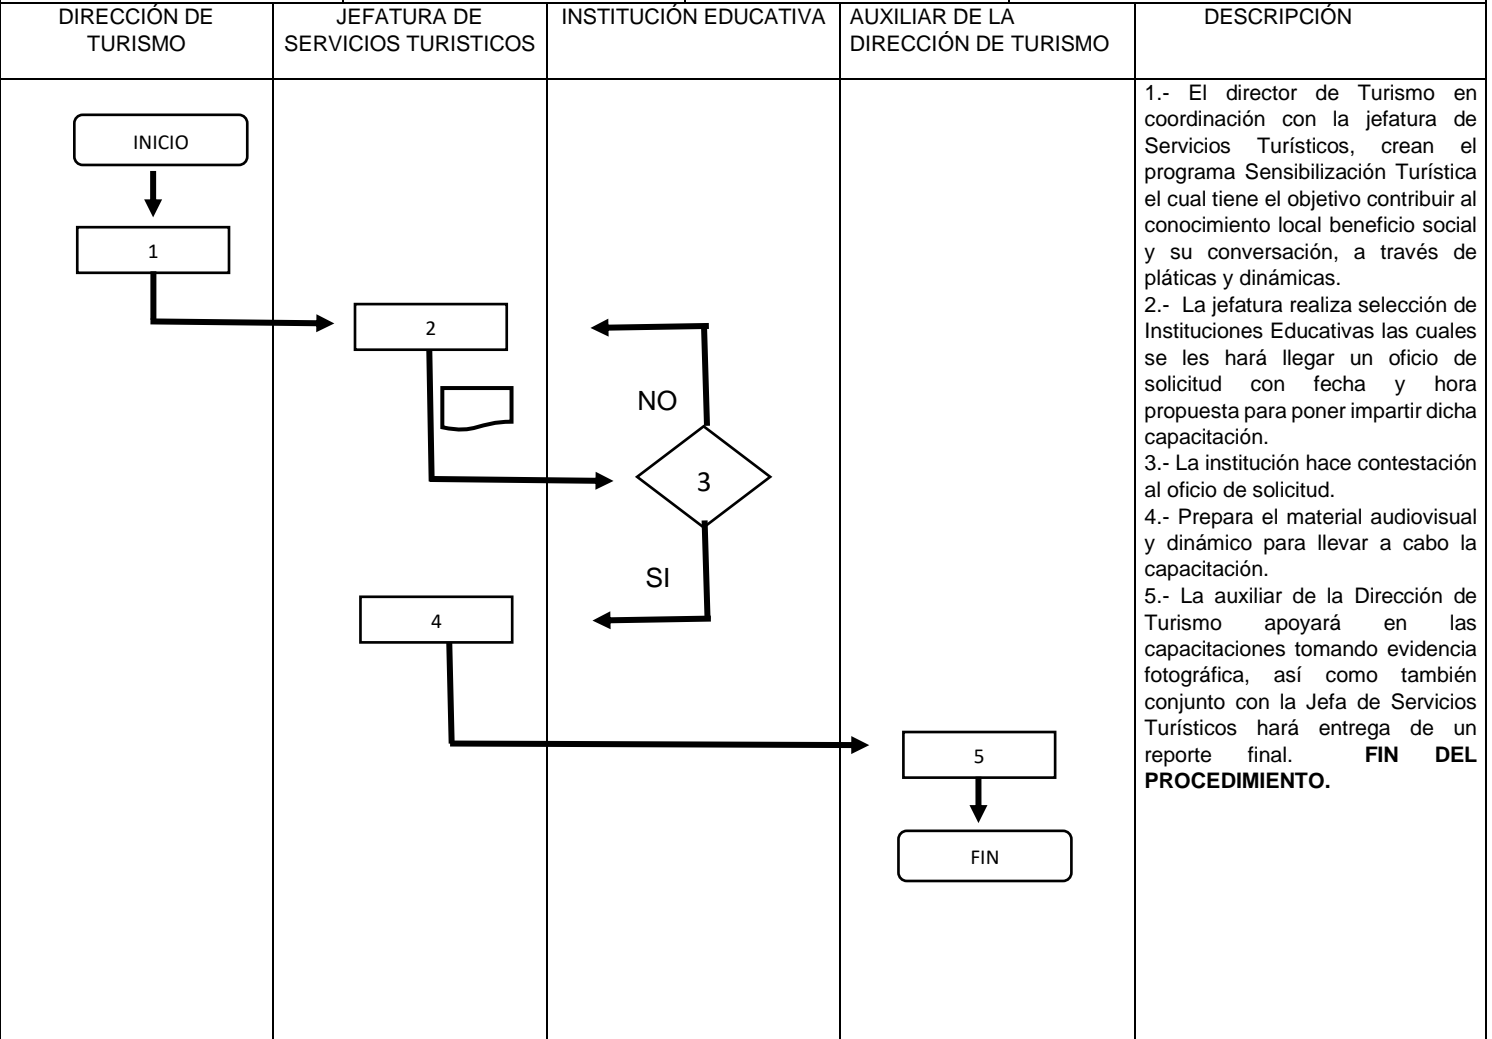 DIRECCIÓN DE
TURISMO
JEFATURA DE
SERVICIOS TURISTICOS
INSTITUCIÓN EDUCATIVA
AUXILIAR DE LA
DIRECCIÓN DE TURISMO
DESCRIPCIÓN
INICIO
1
2
NO
3
SI
4
5
FIN
1.- El director de Turismo en
coordinación con la jefatura de
Servicios Turísticos, crean el
programa Sensibilización Turística
el cual tiene el objetivo contribuir al
conocimiento local beneficio social
y su conversación, a través de
pláticas y dinámicas.
2.- La jefatura realiza selección de
Instituciones Educativas las cuales
se les hará llegar un oficio de
solicitud con fecha y hora
propuesta para poner impartir dicha
capacitación.
3.- La institución hace contestación
al oficio de solicitud.
4.- Prepara el material audiovisual
y dinámico para llevar a cabo la
capacitación.
5.- La auxiliar de la Dirección de
Turismo apoyará en las
capacitaciones tomando evidencia
fotográfica, así como también
conjunto con la Jefa de Servicios
Turísticos hará entrega de un
reporte final. FIN DEL
PROCEDIMIENTO.